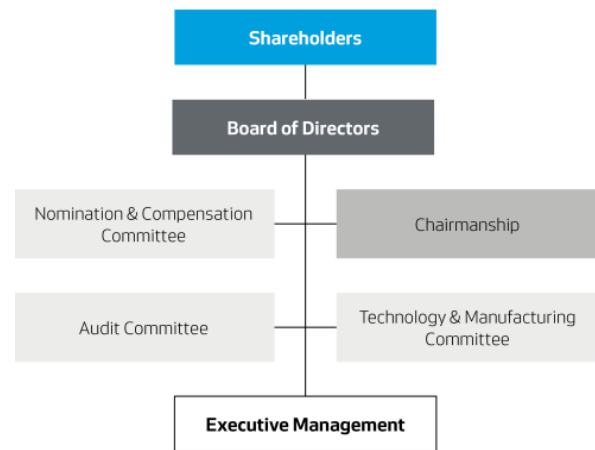 Shareholders
Board of Directors
Nomination & Compensation
Committee
Chairmanship
Audit Committee
Technology & Manufacturing
Committee
Executive Management